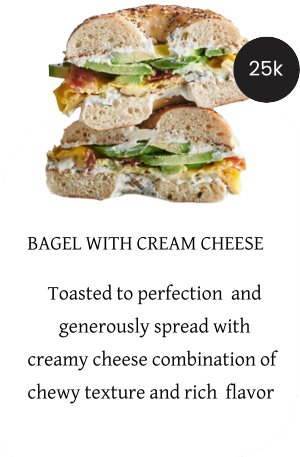 25k
BAGEL WITH CREAM CHEESE
Toasted to perfection and
generously spread with
creamy cheese combination of
chewy texture and rich flavor